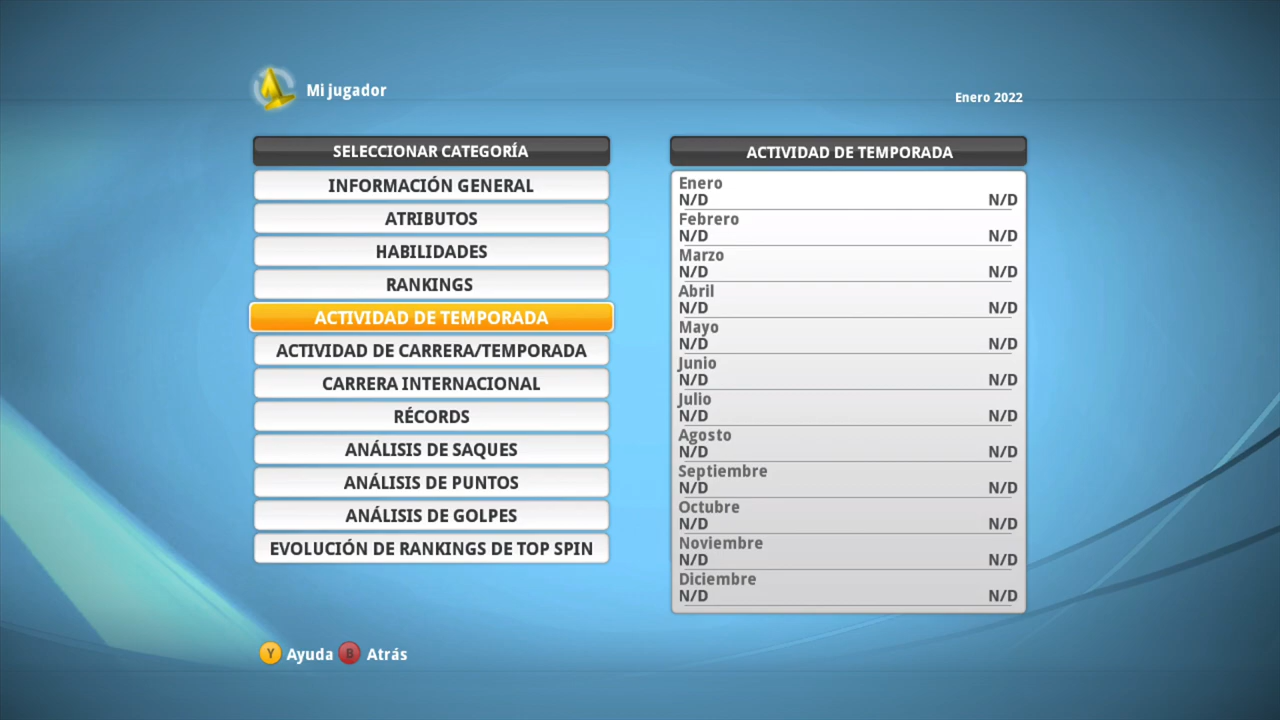 Mi jugador
Enero 2022
SELECCIONAR CATEGORÍA
INFORMACIÓN GENERAL
ATRIBUTOS
HABILIDADES
RANKINGS
ACTIVIDAD DE TEMPORADA
ACTIVIDAD DE CARRERA/TEMPORADA
CARRERA INTERNACIONAL
RÉCORDS
ANÁLISIS DE SAQUES
ANÁLISIS DE PUNTOS
ANÁLISIS DE GOLPES
EVOLUCIÓN DE RANKINGS DE TOP SPIN
ACTIVIDAD DE TEMPORADA
Enero
N/D N/D
Febrero
N/D N/D
Marzo
N/D N/D
Abril
N/D N/D
Mayo
N/D N/D
Junio
N/D N/D
Julio
N/D N/D
Agosto
N/D N/D
Septiembre
N/D N/D
Octubre
N/D N/D
Noviembre
N/D N/D
Diciembre
N/D N/D
Y Ayuda B Atrás